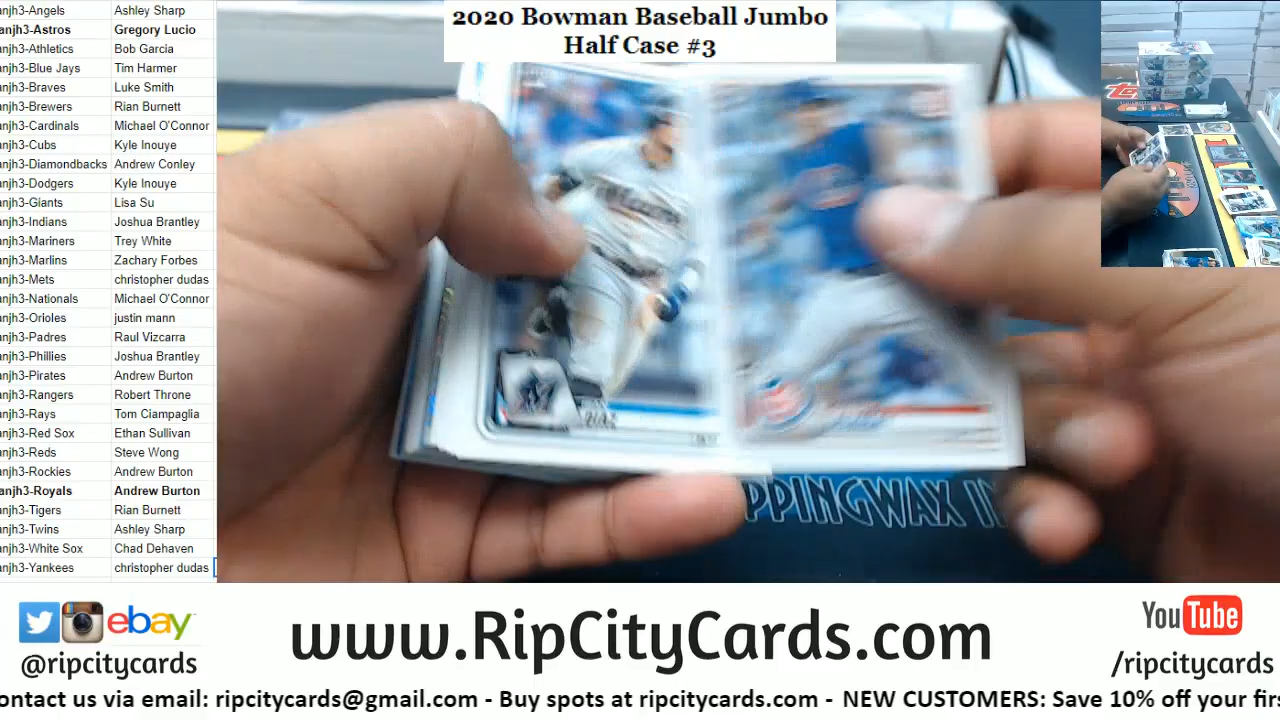 2020 Bowman Baseball Jumbo
Half Case #3
anjh3-Angels Ashley Sharp
anjh3-Astros Gregory Lucio
anjh3-Athletics Bob Garcia
anjh3-Blue Jays Tim Harmer
anjh3-Braves Luke Smith
anjh3-Brewers Rian Burnett
anjh3-Cardinals Michael O'Connor
anjh3-Cubs Kyle Inouye
anjh3-Diamondbacks Andrew Conley
anjh3-Dodgers Kyle Inouye
anjh3-Giants Lisa Su
anjh3-Indians Joshua Brantley
anjh3-Mariners Trey White
anjh3-Marlins Zachary Forbes
anjh3-Mets christopher dudas
anjh3-Nationals Michael O'Connor
anjh3-Orioles justin mann
anjh3-Padres Raul Vizcarra
anjh3-Phillies Joshua Brantley
anjh3-Pirates Andrew Burton
anjh3-Rangers Robert Throne
anjh3-Rays Tom Ciampaglia
anjh3-Red Sox Ethan Sullivan
anjh3-Reds Steve Wong
anjh3-Rockies Andrew Burton
anjh3-Royals Andrew Burton
anjh3-Tigers Rian Burnett
anjh3-Twins Ashley Sharp
anjh3-White Sox Chad Dehaven
anjh3-Yankees christopher dudas
PPINGWAX IN
ebay
@ripcitycards
www.RipCityCards.com
YouTube
/ripcitycards
ontact us via email: ripcitycards@gmail.com - Buy spots at ripcitycards.com - NEW CUSTOMERS: Save 10% off your firs